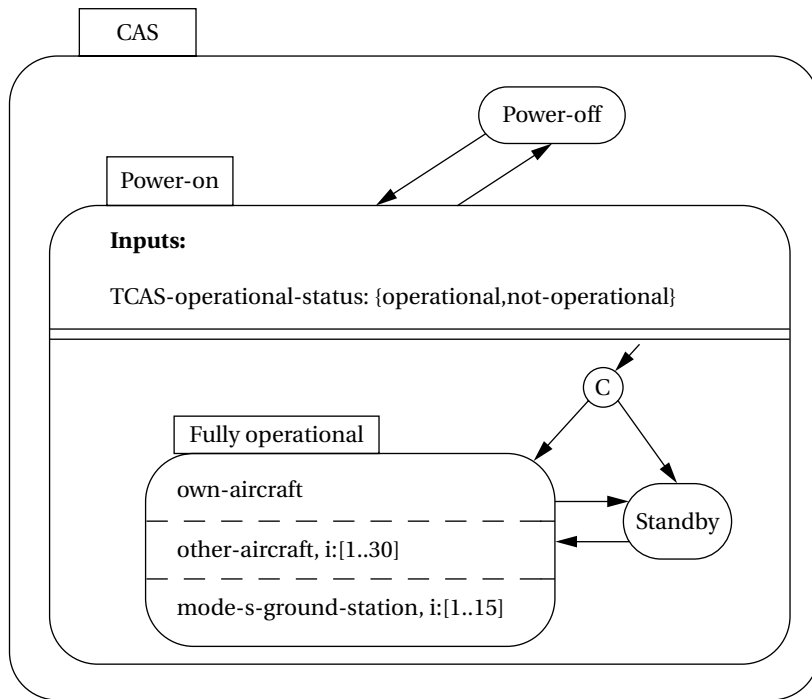 CAS
Power-off
Power-on
Inputs:
TCAS-operational-status: {operational,not-operational}
C
Fully operational
own-aircraft
Standby
other-aircraft, i:[1..30]
mode-s-ground-station, i:[1..15]